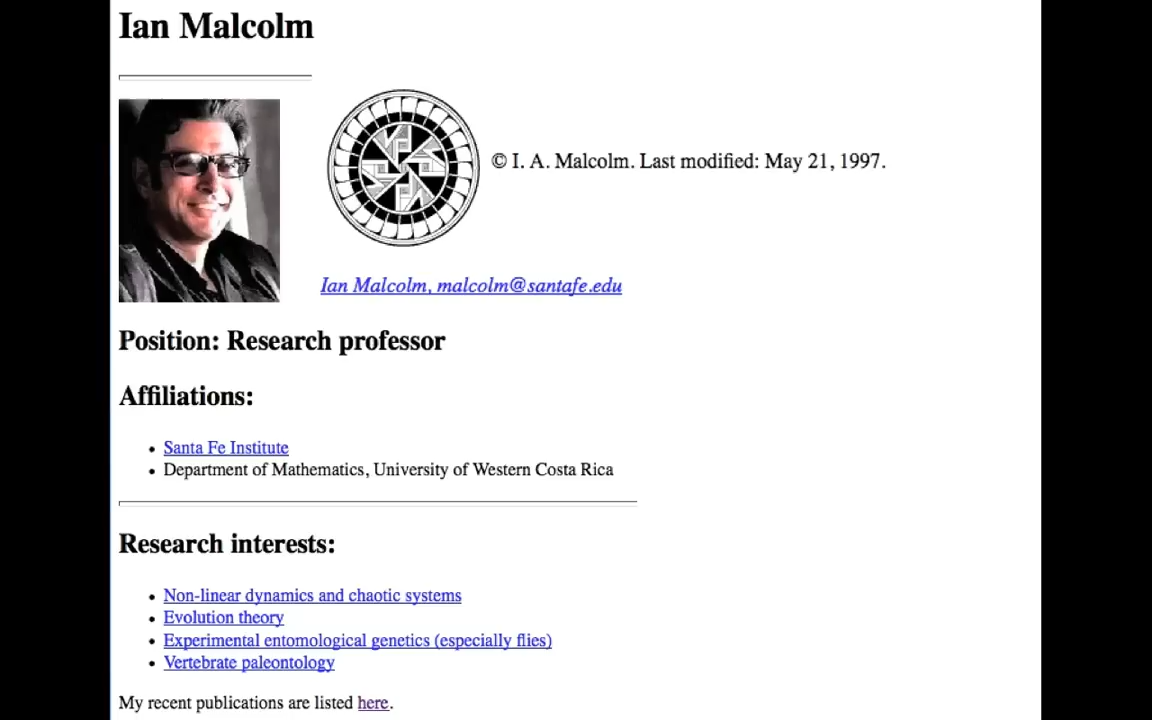 Ian Malcolm
© I. A. Malcolm. Last modified: May 21, 1997.
Ian Malcolm, malcolm@santafe.edu
Position: Research professor
Affiliations:
• Santa Fe Institute
• Department of Mathematics, University of Western Costa Rica
Research interests:
• Non-linear dynamics and chaotic systems
• Evolution theory
• Experimental entomological genetics (especially flies)
• Vertebrate paleontology
My recent publications are listed here.